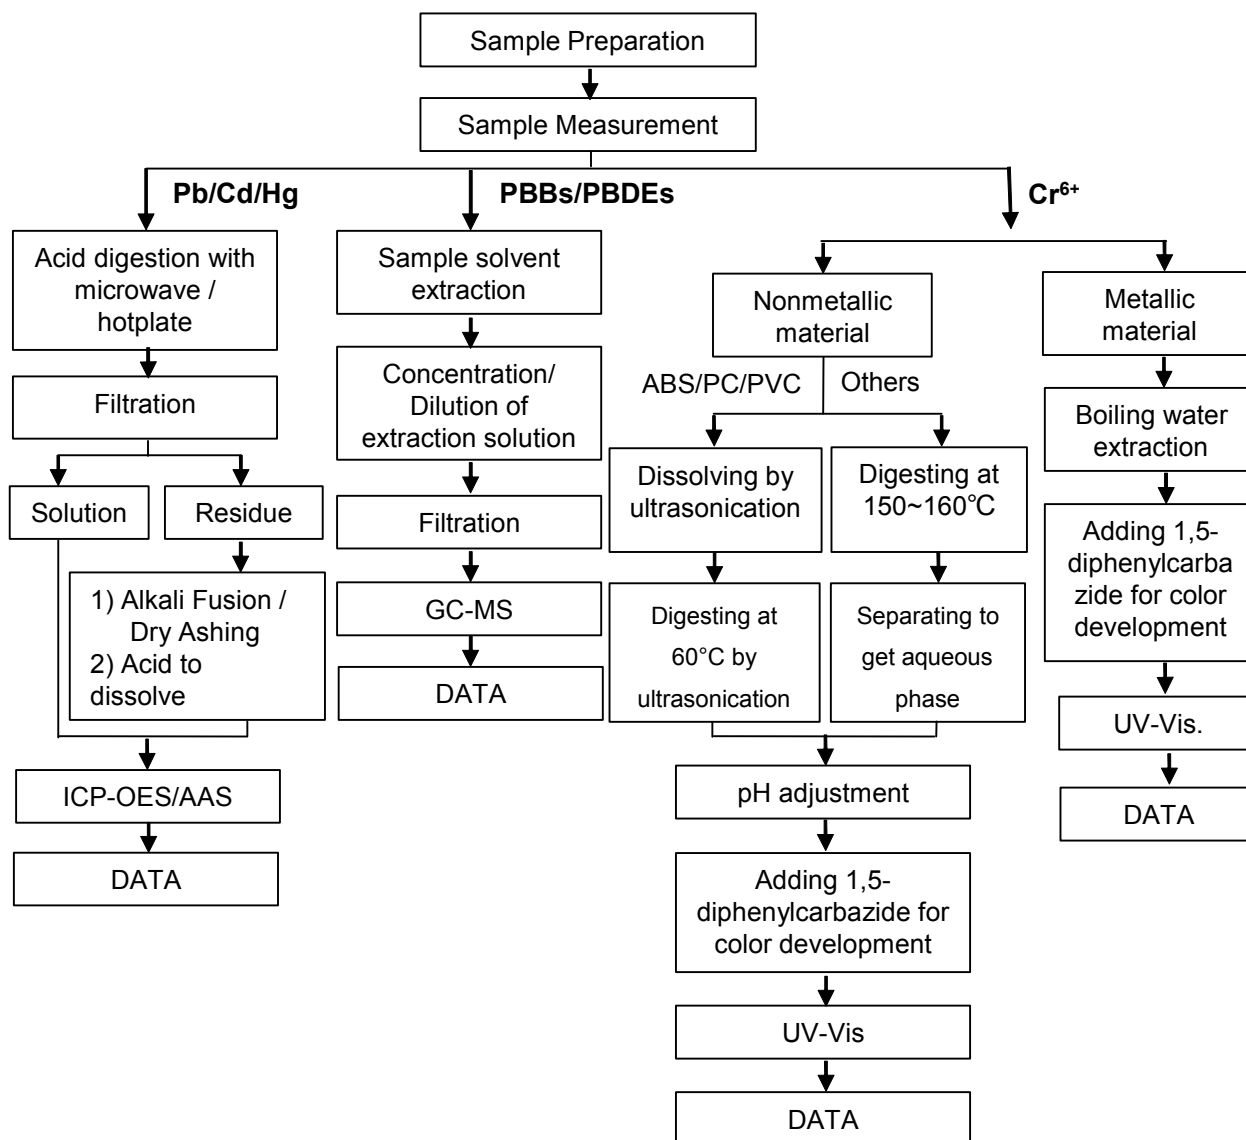 Sample Preparation
Sample Measurement
Pb/Cd/Hg
PBBs/PBDEs
Cr⁶⁺
Acid digestion with
microwave /
hotplate
Filtration
Solution
Residue
1) Alkali Fusion /
Dry Ashing
2) Acid to
dissolve
ICP-OES/AAS
DATA
Sample solvent
extraction
Concentration/
Dilution of
extraction solution
Filtration
GC-MS
DATA
Nonmetallic
material
ABS/PC/PVC
Others
Dissolving by
ultrasonication
Digesting at
60°C by
ultrasonication
Digesting at
150~160℃
Separating to
get aqueous
phase
pH adjustment
Adding 1,5-
diphenylcarbazide for
color development
UV-Vis
DATA
Metallic
material
Boiling water
extraction
Adding 1,5-
diphenylcarba
zide for color
development
UV-Vis.
DATA